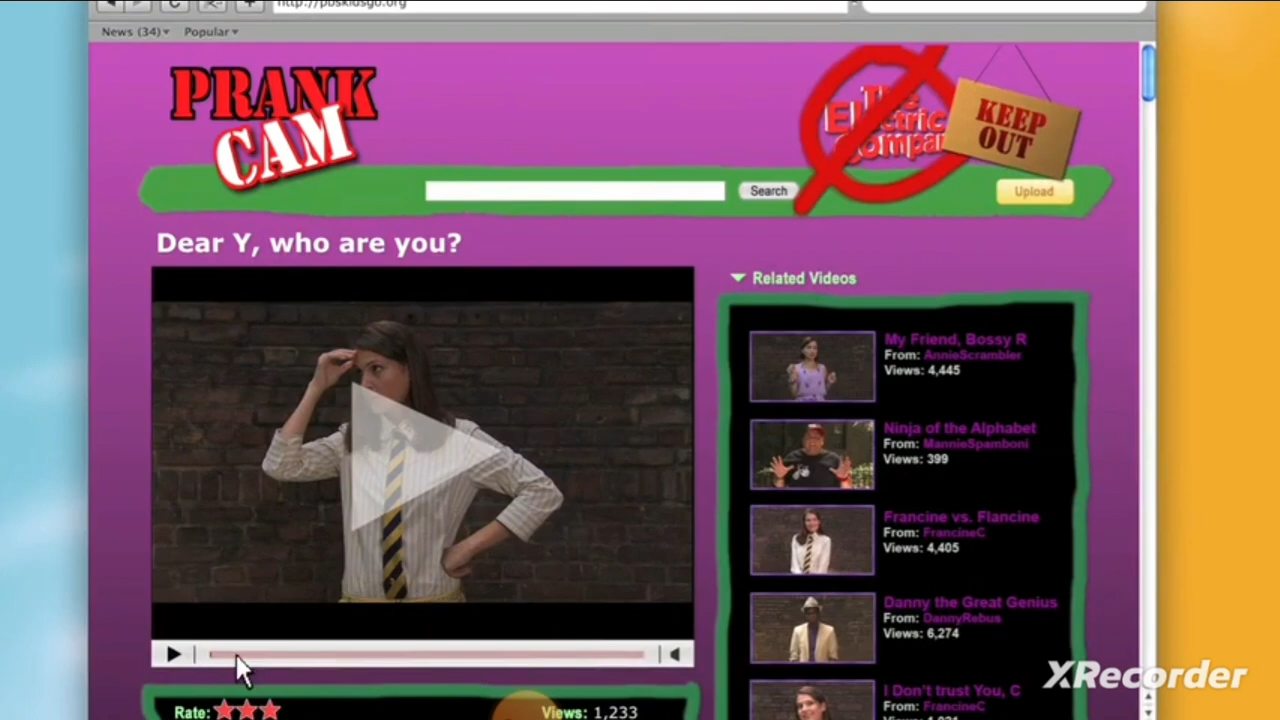 http://pbskidsgo.org
News (34)▾ Popular▾
PRANK
CAM
The
Electric
Company
KEEP
OUT
Search
Upload
Dear Y, who are you?
Related Videos
My Friend, Bossy R
From: AnnieScrambler
Views: 4,445
Ninja of the Alphabet
From: MannieSpamboni
Views: 399
Francine vs. Flancine
From: FrancineC
Views: 4,405
Danny the Great Genius
From: DannyRebus
Views: 6,274
I Don't trust You, C
From: FrancineC
Rate:
Views: 1,233
XRecorder